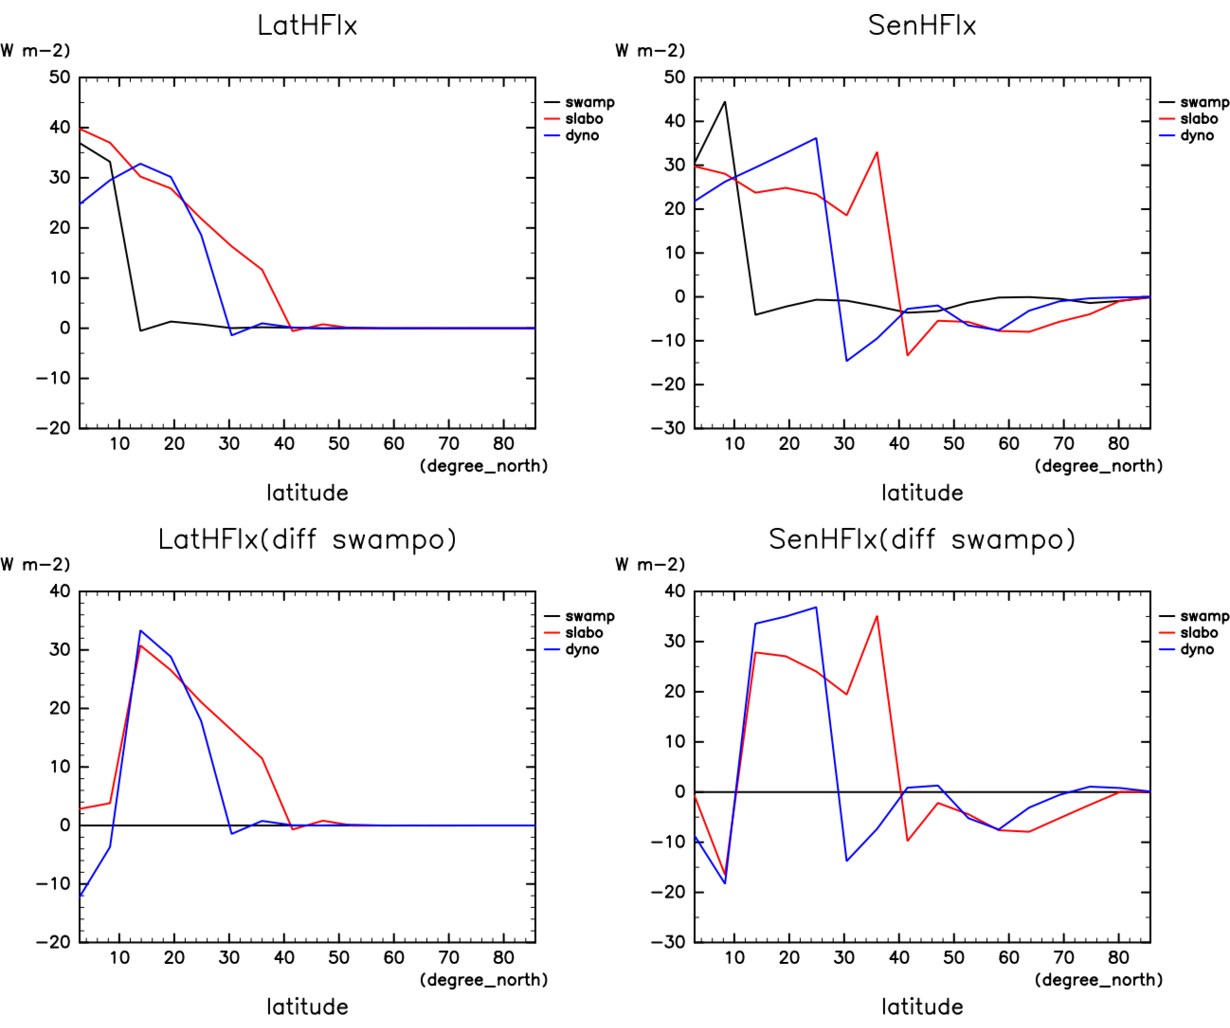 LatHFlx
W m−2)
50
40
30
20
10
0
−10
−20
10 20 30 40 50 60 70 80
(degree_north)
latitude
swamp
slabo
dyno
SenHFlx
W m−2)
50
40
30
20
10
0
−10
−20
−30
10 20 30 40 50 60 70 80
(degree_north)
latitude
swamp
slabo
dyno
LatHFlx(diff swampo)
W m−2)
40
30
20
10
0
−10
−20
10 20 30 40 50 60 70 80
(degree_north)
latitude
swamp
slabo
dyno
SenHFlx(diff swampo)
W m−2)
40
30
20
10
0
−10
−20
−30
10 20 30 40 50 60 70 80
(degree_north)
latitude
swamp
slabo
dyno